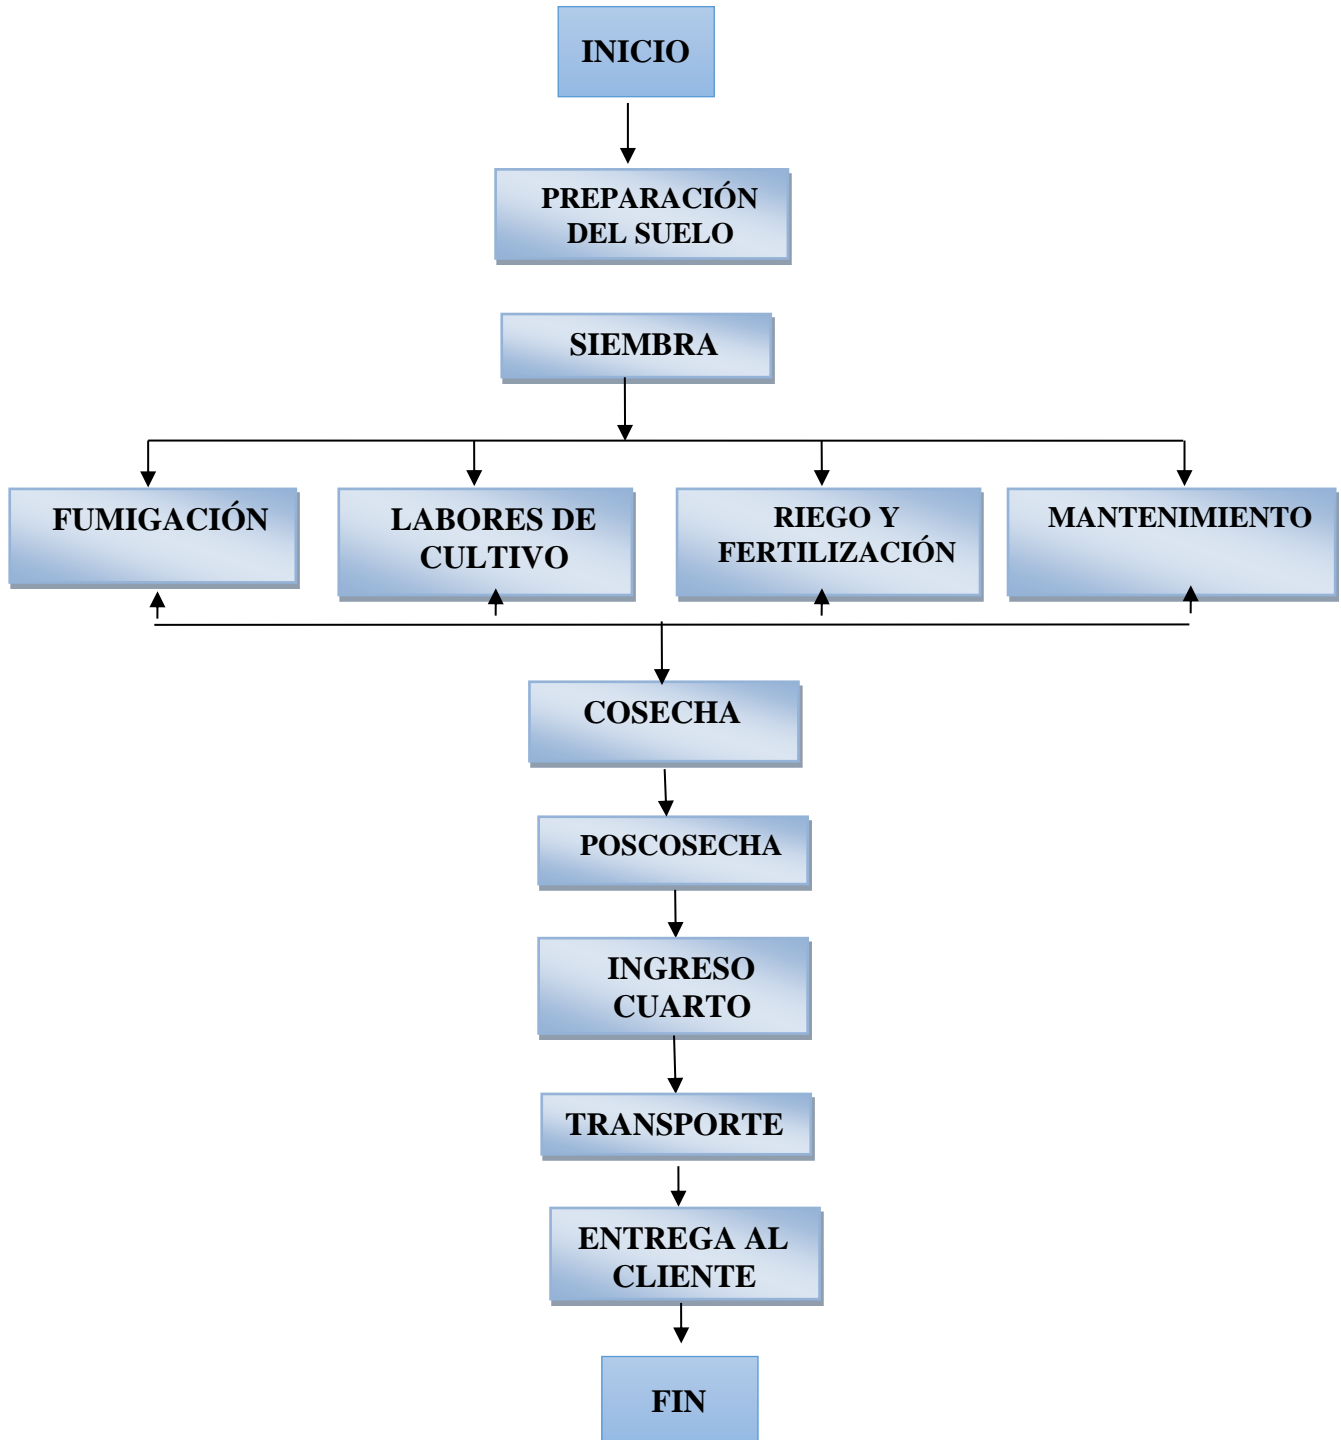 INICIO
PREPARACIÓN
DEL SUELO
SIEMBRA
FUMIGACIÓN
LABORES DE
CULTIVO
RIEGO Y
FERTILIZACIÓN
MANTENIMIENTO
COSECHA
POSCOSECHA
INGRESO
CUARTO
TRANSPORTE
ENTREGA AL
CLIENTE
FIN